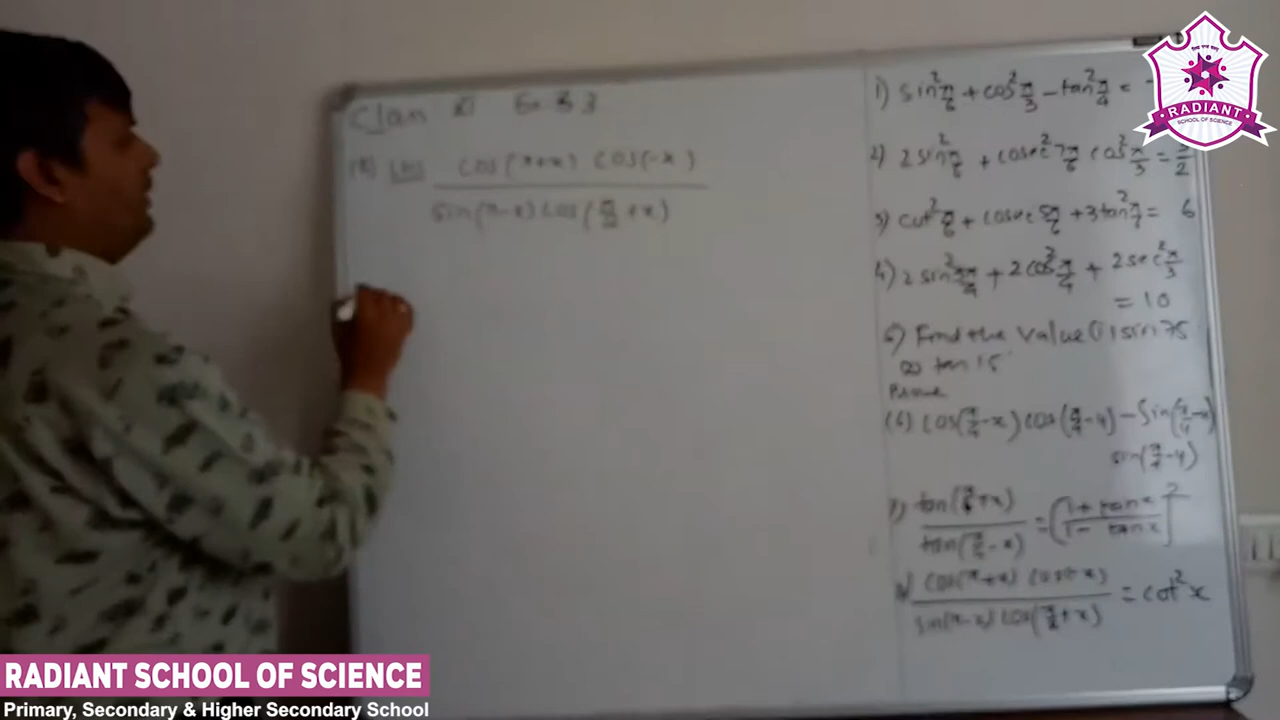 Class XI Ex 3.3
(8) LHS cos(π+x) cos(-x)
sin(π-x) cos(π/2 +x)
1) sin²π/6 + cos²π/3 - tan²π/4 = -
2) 2sin²π/6 + cosec²7π/6 cos²π/3 = 3/2
3) cot²π/6 + cosec 5π/6 + 3tan²π/6 = 6
4) 2sin²3π/4 + 2cos²π/4 + 2sec²π/3
= 10
5) Find the value (i) sin 75
(ii) tan 15
Prove
(6) cos(π/4 -x) cos(π/4 -y) - sin(π/4 -x)
sin(π/4 -y)
7) tan(π/4 +x)
tan(π/4 -x) = [1+ tanx / 1- tanx]²
cos(π+x) cos(-x)
sin(π-x) cos(π/2 +x) = cot²x
RADIANT
SCHOOL OF SCIENCE
RADIANT SCHOOL OF SCIENCE
Primary, Secondary & Higher Secondary School